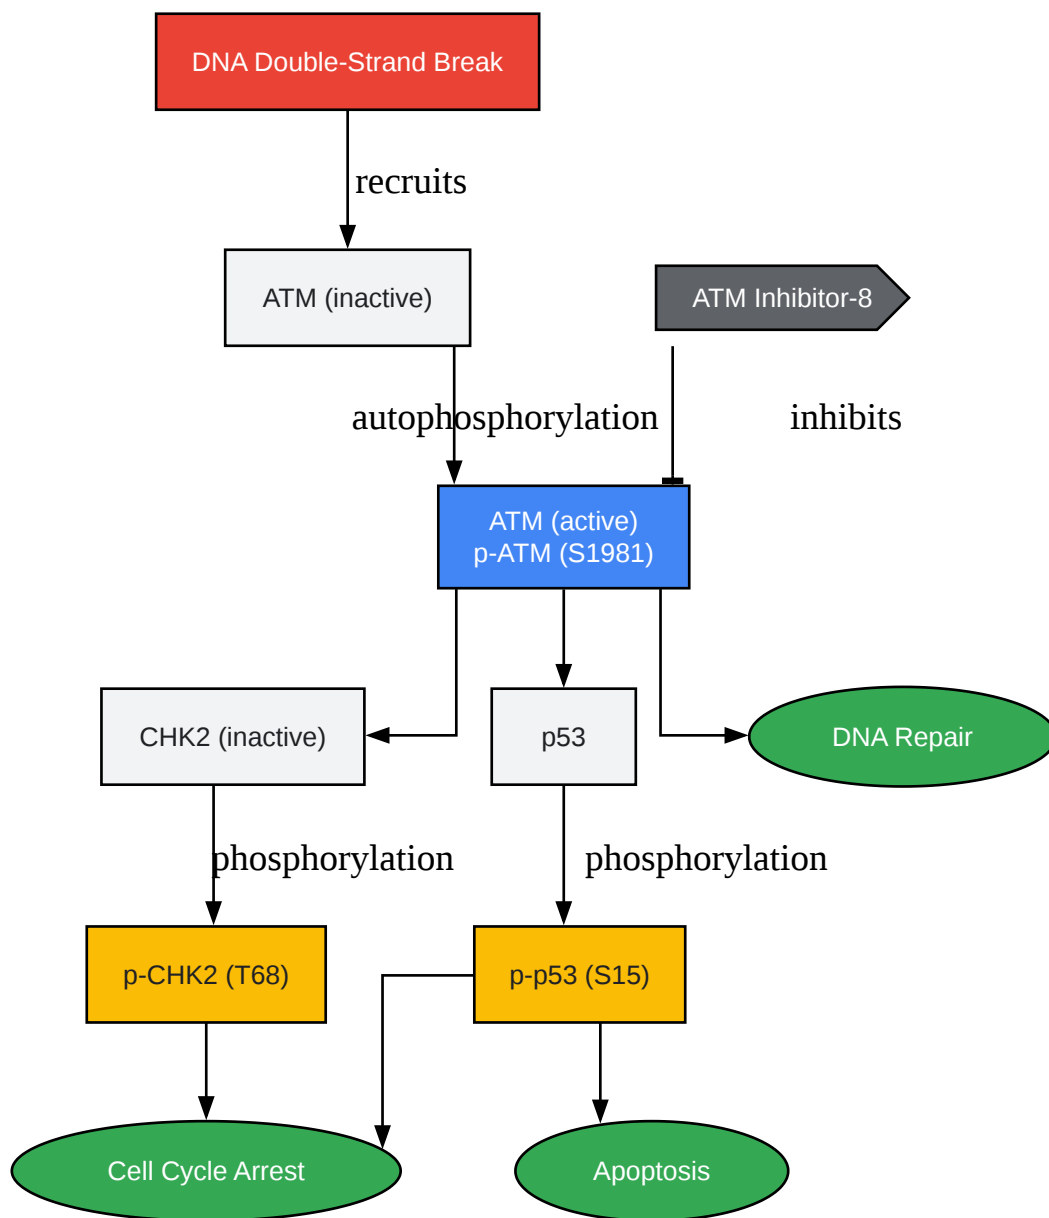 DNA Double-Strand Break
recruits
ATM (inactive)
ATM Inhibitor-8
autophosphorylation
inhibits
ATM (active)
p-ATM (S1981)
CHK2 (inactive)
p53
DNA Repair
phosphorylation
phosphorylation
p-CHK2 (T68)
p-p53 (S15)
Cell Cycle Arrest
Apoptosis